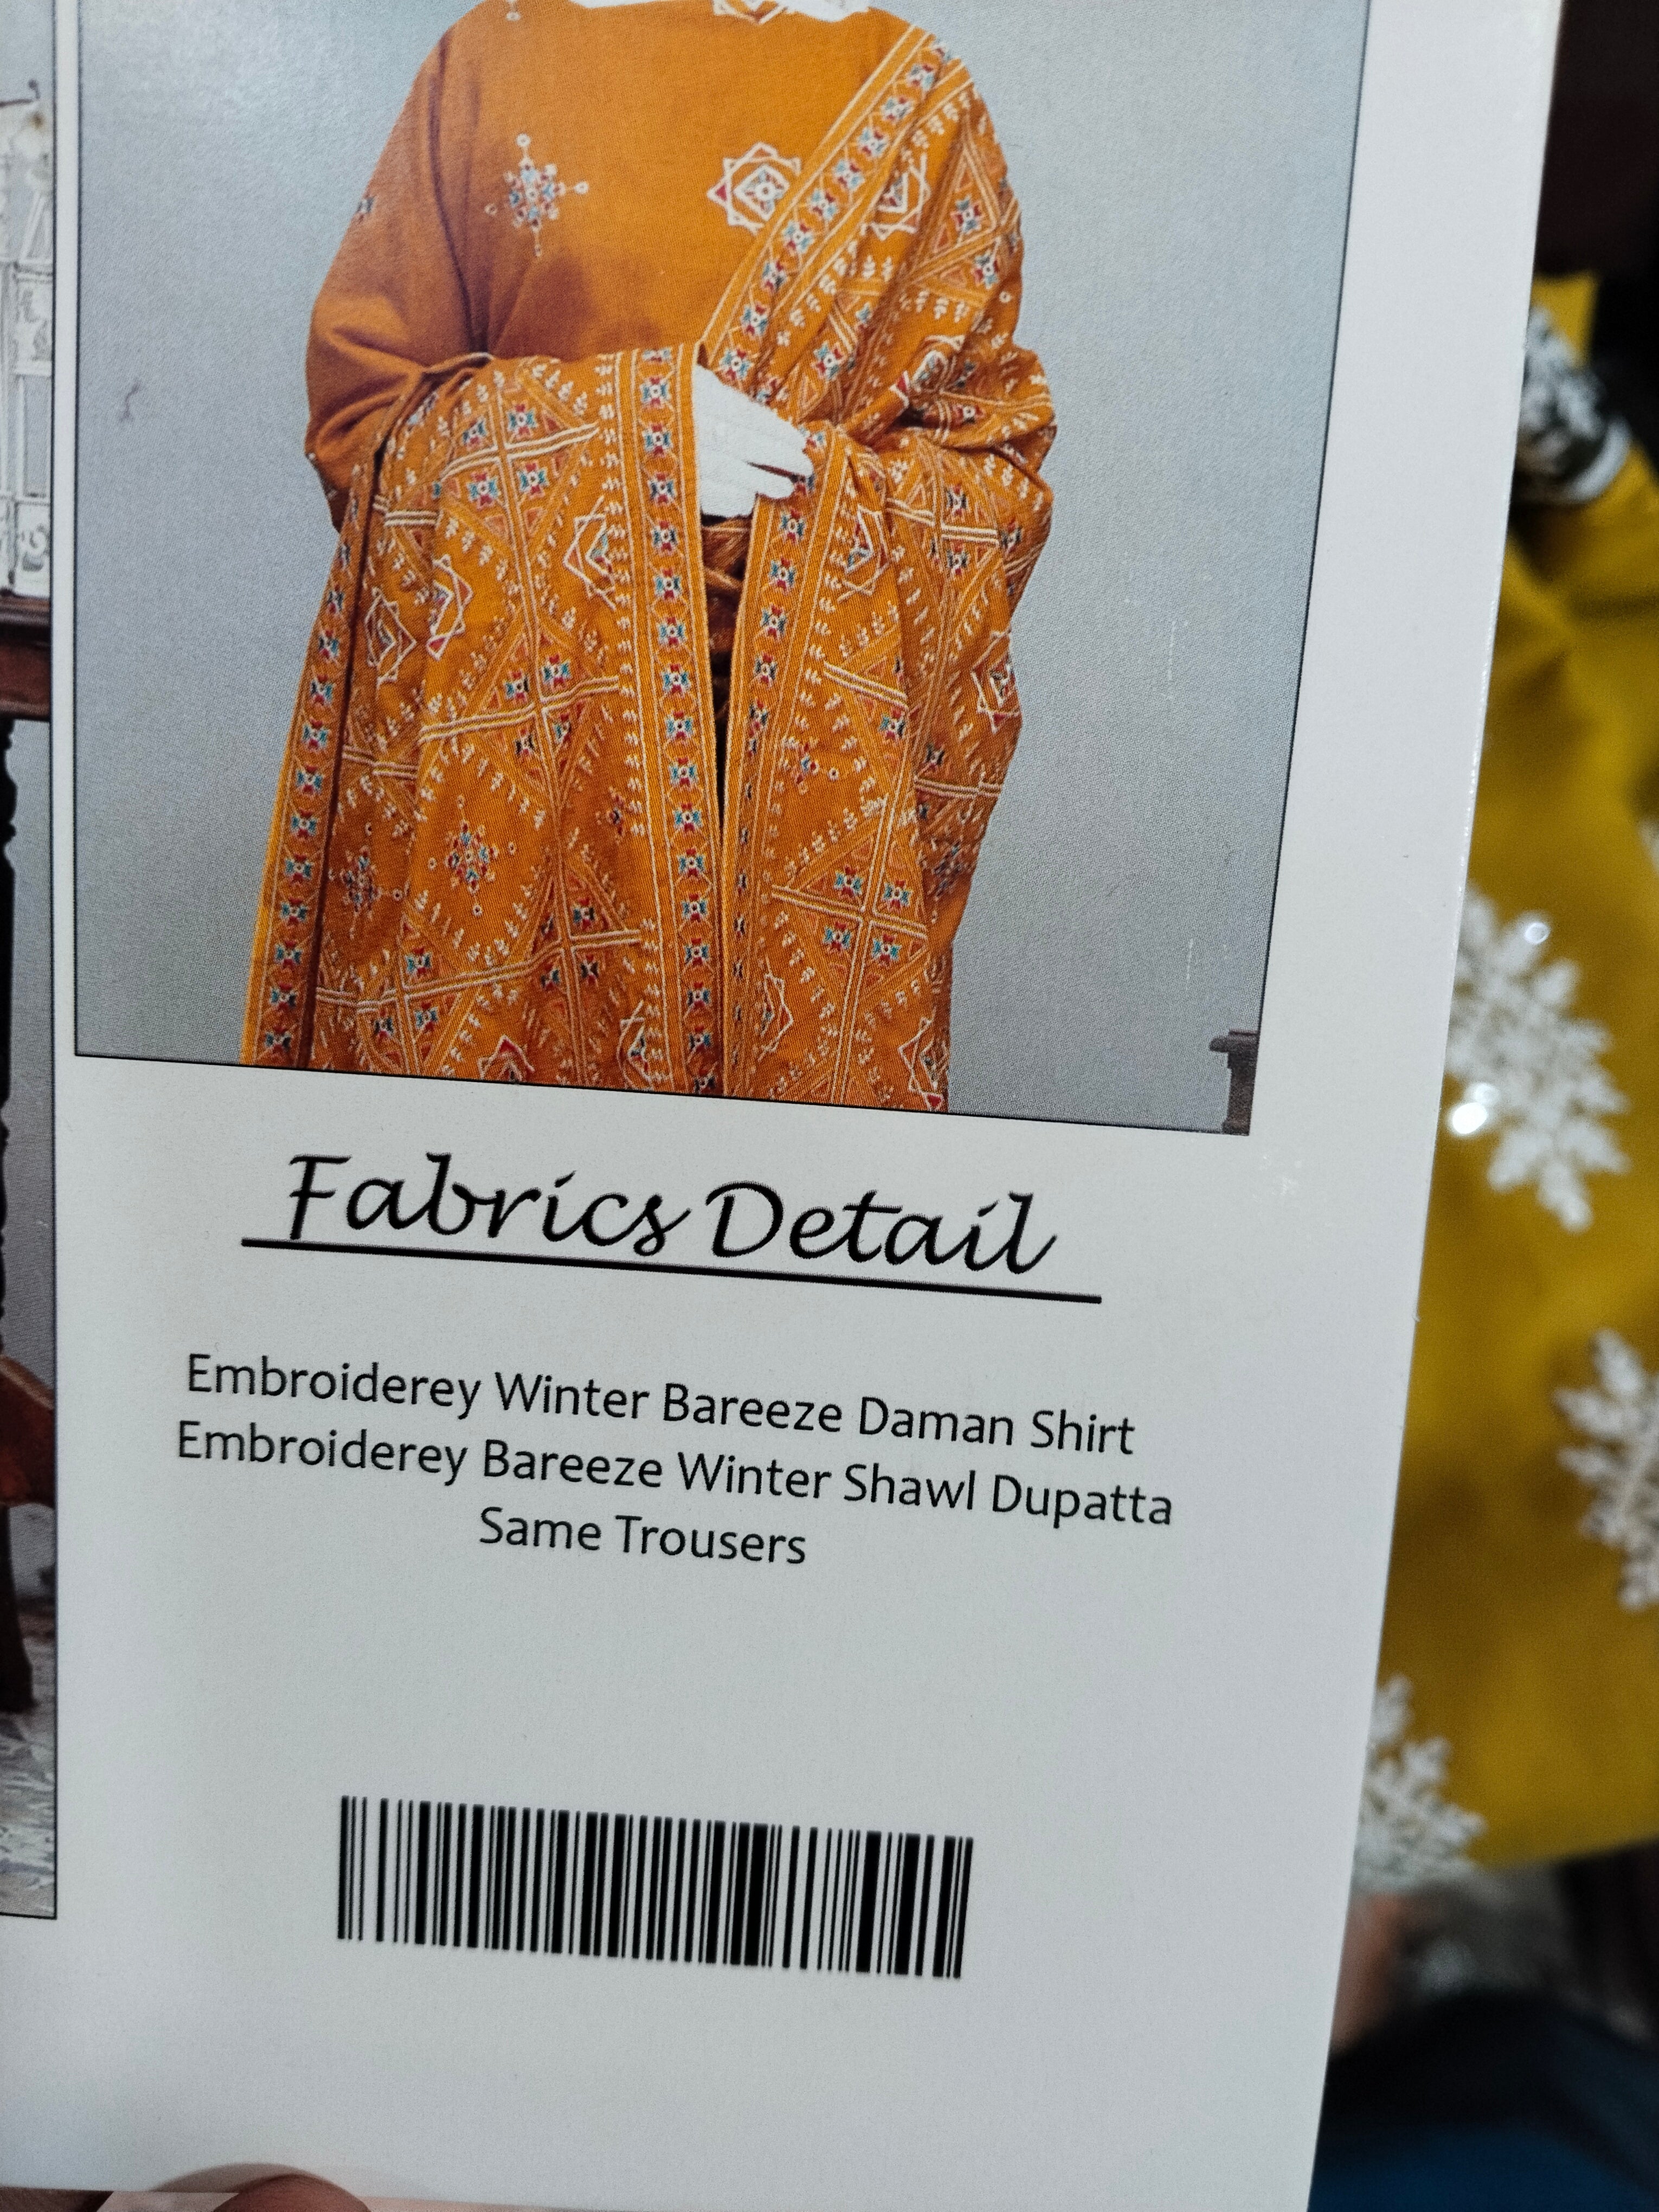 Fabrics Detail
Embroiderey Winter Bareeze Daman Shirt
Embroiderey Bareeze Winter Shawl Dupatta
Same Trousers